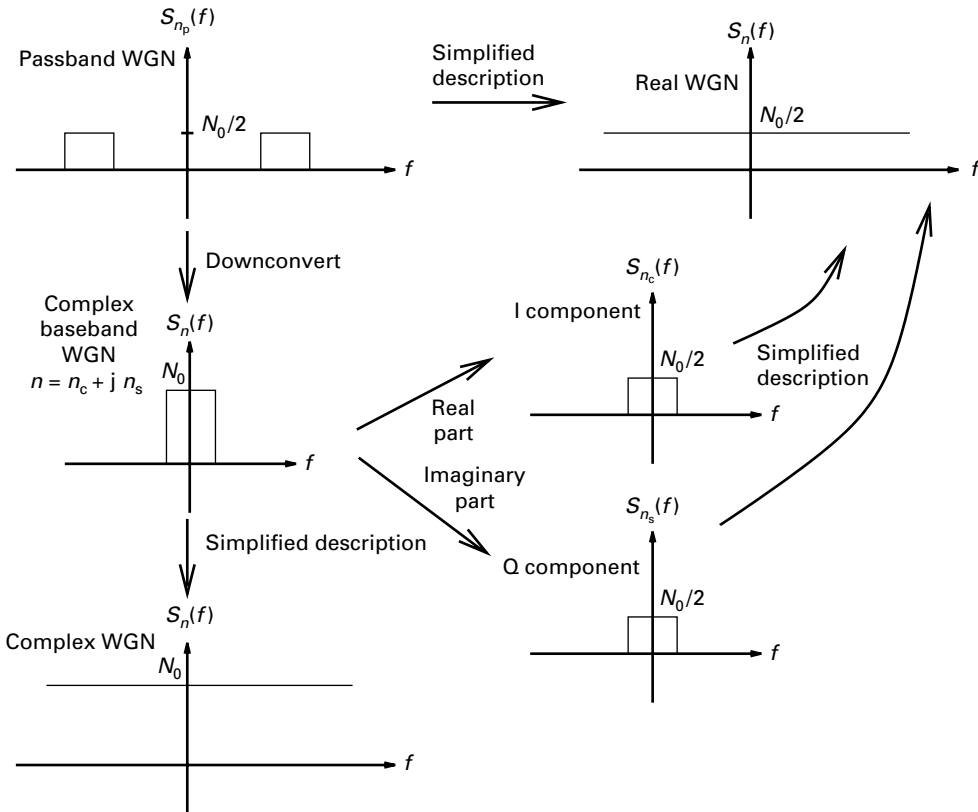 S_{n_p}(f)
Passband WGN
N_0/2
f
Simplified
description
S_n(f)
Real WGN
N_0/2
f
Downconvert
Complex
baseband
WGN
n = n_c + j n_s
S_n(f)
N_0
f
Real
part
Imaginary
part
S_{n_c}(f)
I component
N_0/2
f
Simplified
description
S_{n_s}(f)
Q component
N_0/2
f
Simplified description
S_n(f)
Complex WGN
N_0
f